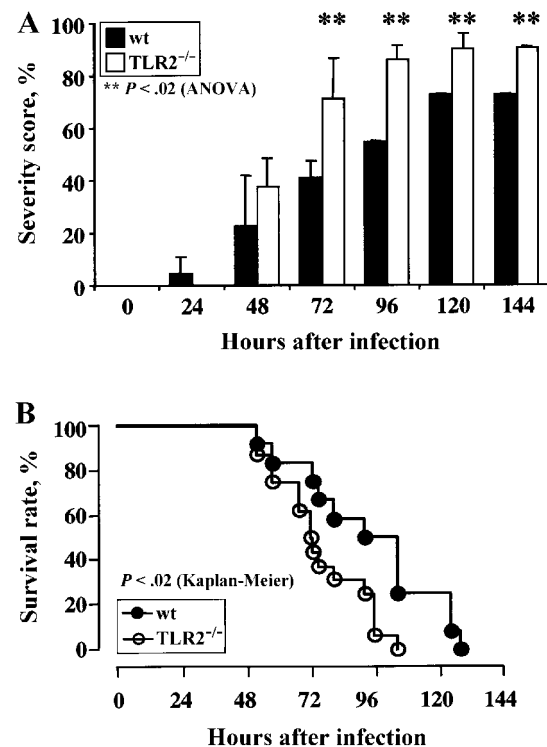 A
** ** ** **
100
wt
TLR2−/−
** P < .02 (ANOVA)
80
60
40
20
0
Severity score, %
0 24 48 72 96 120 144
Hours after infection
B
100
80
60
40
20
0
Survival rate, %
P < .02 (Kaplan-Meier)
wt
TLR2−/−
0 24 48 72 96 120 144
Hours after infection